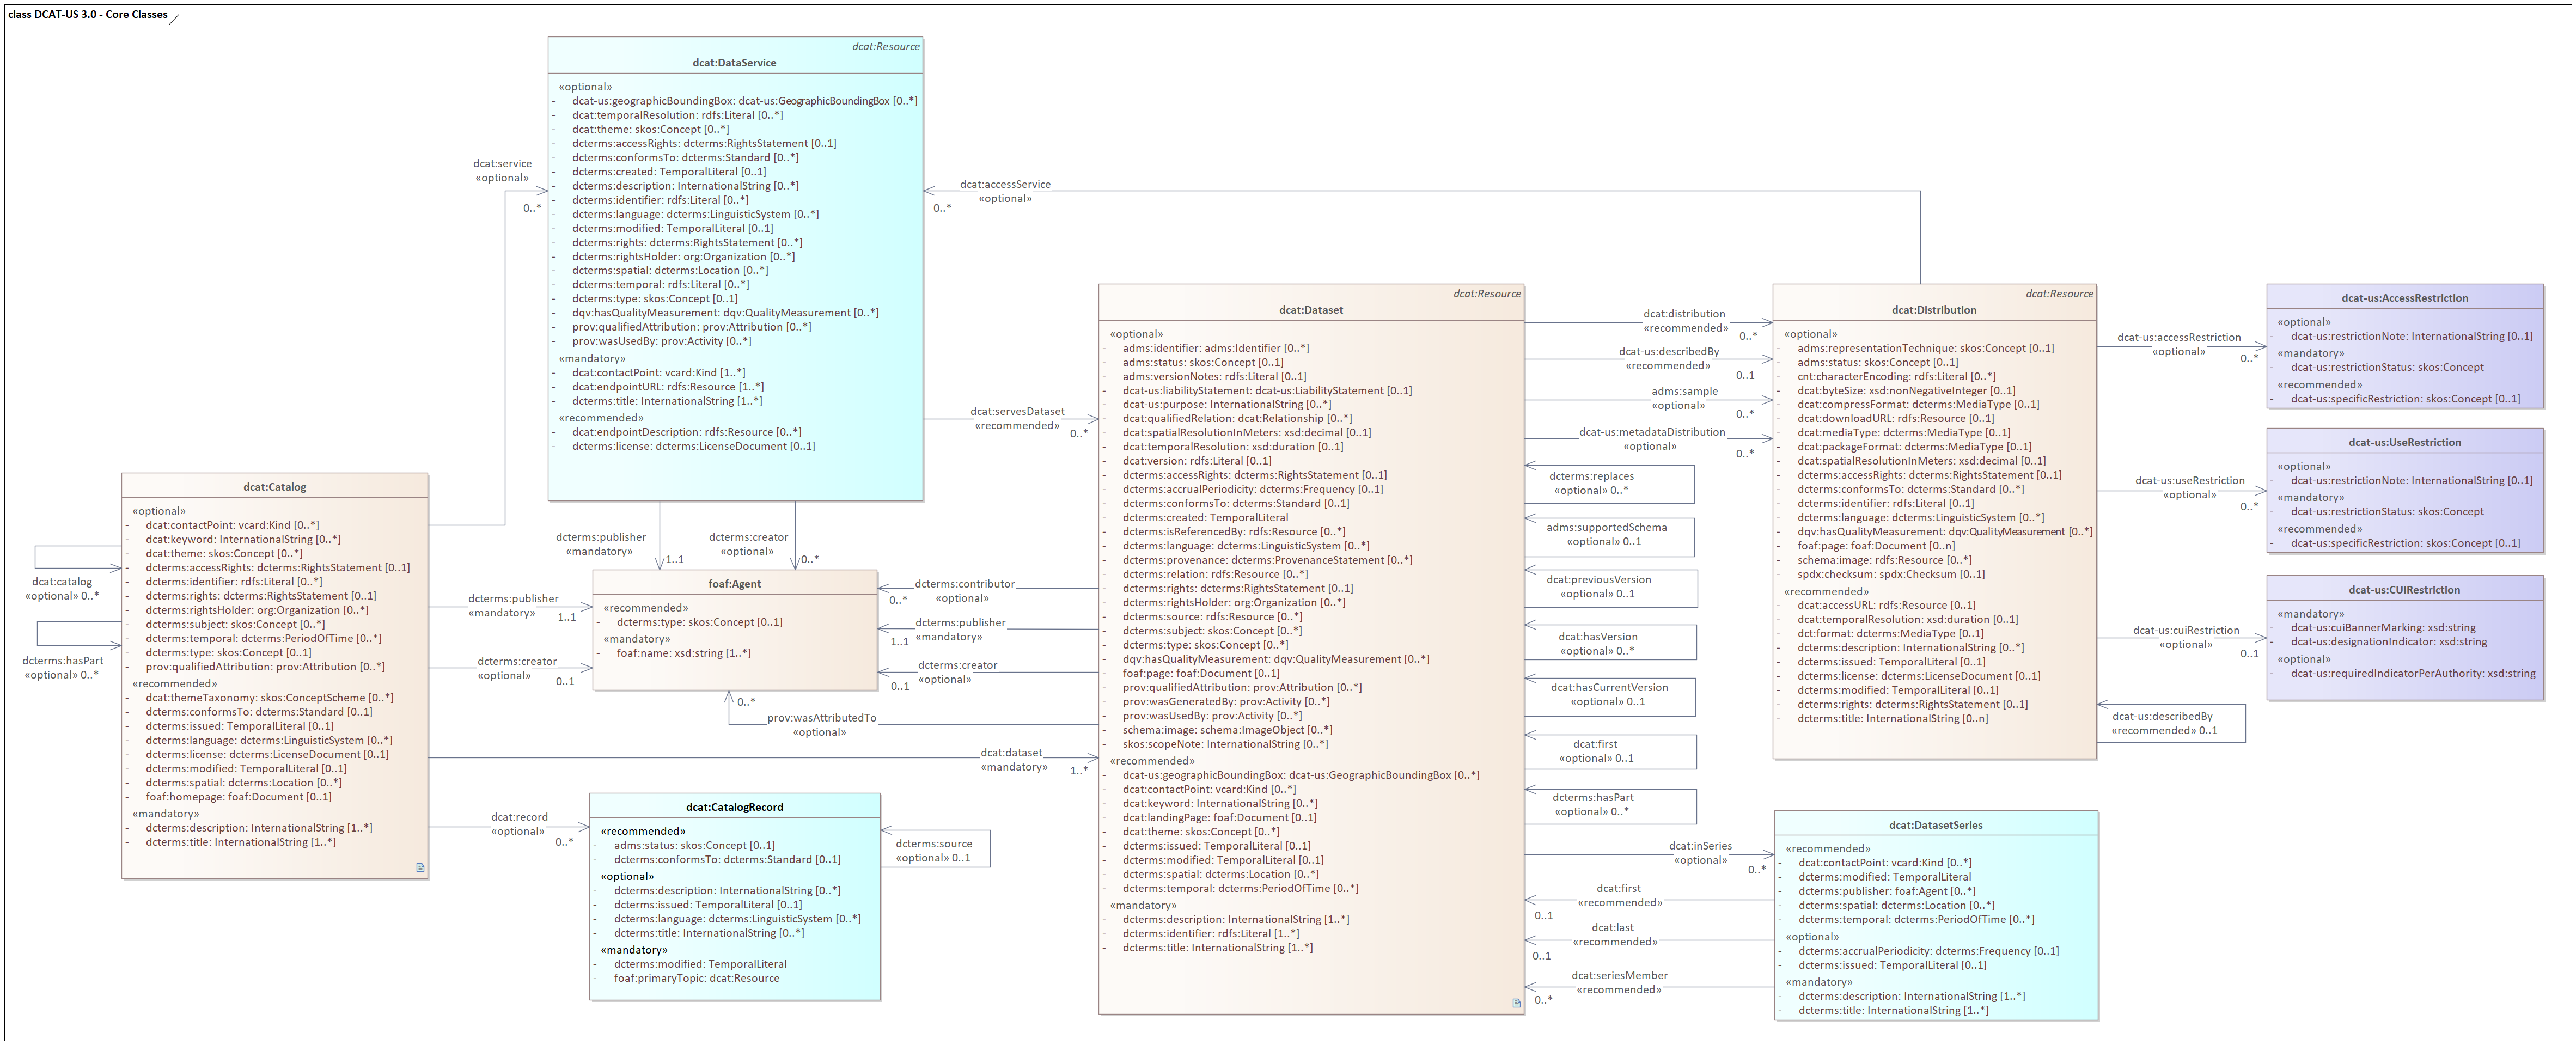 class DCAT-US 3.0 - Core Classes
dcat:Resource
dcat:DataService
«optional»
- dcat-us:geographicBoundingBox: dcat-us:GeographicBoundingBox [0..*]
- dcat:temporalResolution: rdfs:Literal [0..*]
- dcat:theme: skos:Concept [0..*]
- dcterms:accessRights: dcterms:RightsStatement [0..1]
- dcterms:conformsTo: dcterms:Standard [0..*]
- dcterms:created: TemporalLiteral [0..1]
- dcterms:description: InternationalString [0..*]
- dcterms:identifier: rdfs:Literal [0..*]
- dcterms:language: dcterms:LinguisticSystem [0..*]
- dcterms:modified: TemporalLiteral [0..1]
- dcterms:rights: dcterms:RightsStatement [0..*]
- dcterms:rightsHolder: org:Organization [0..*]
- dcterms:spatial: dcterms:Location [0..*]
- dcterms:temporal: rdfs:Literal [0..*]
- dcterms:type: skos:Concept [0..1]
- dqv:hasQualityMeasurement: dqv:QualityMeasurement [0..*]
- prov:qualifiedAttribution: prov:Attribution [0..*]
- prov:wasUsedBy: prov:Activity [0..*]
«mandatory»
- dcat:contactPoint: vcard:Kind [1..*]
- dcat:endpointURL: rdfs:Resource [1..*]
- dcterms:title: InternationalString [1..*]
«recommended»
- dcat:endpointDescription: rdfs:Resource [0..*]
- dcterms:license: dcterms:LicenseDocument [0..1]
dcat:service
«optional»
0..*
dcat:accessService
«optional»
0..*
dcat:servesDataset
«recommended»
0..*
dcterms:publisher
«mandatory»
1..1
dcterms:creator
«optional»
0..*
dcat:Catalog
«optional»
- dcat:contactPoint: vcard:Kind [0..*]
- dcat:keyword: InternationalString [0..*]
- dcat:theme: skos:Concept [0..*]
- dcterms:accessRights: dcterms:RightsStatement [0..1]
- dcterms:identifier: rdfs:Literal [0..*]
- dcterms:rights: dcterms:RightsStatement [0..1]
- dcterms:rightsHolder: org:Organization [0..*]
- dcterms:subject: skos:Concept [0..*]
- dcterms:temporal: dcterms:PeriodOfTime [0..*]
- dcterms:type: skos:Concept [0..1]
- prov:qualifiedAttribution: prov:Attribution [0..*]
«recommended»
- dcat:themeTaxonomy: skos:ConceptScheme [0..*]
- dcterms:conformsTo: dcterms:Standard [0..1]
- dcterms:issued: TemporalLiteral [0..1]
- dcterms:language: dcterms:LinguisticSystem [0..*]
- dcterms:license: dcterms:LicenseDocument [0..1]
- dcterms:modified: TemporalLiteral [0..1]
- dcterms:spatial: dcterms:Location [0..*]
- foaf:homepage: foaf:Document [0..1]
«mandatory»
- dcterms:description: InternationalString [1..*]
- dcterms:title: InternationalString [1..*]
dcat:catalog
«optional» 0..*
dcterms:hasPart
«optional» 0..*
dcterms:publisher
«mandatory»
1..1
dcterms:creator
«optional»
0..1
dcat:dataset
«mandatory»
1..*
dcat:record
«optional»
0..*
foaf:Agent
«recommended»
- dcterms:type: skos:Concept [0..1]
«mandatory»
- foaf:name: xsd:string [1..*]
dcterms:contributor
«optional»
0..*
dcterms:publisher
«mandatory»
1..1
dcterms:creator
«optional»
0..1
0..*
prov:wasAttributedTo
«optional»
dcat:CatalogRecord
«recommended»
- adms:status: skos:Concept [0..1]
- dcterms:conformsTo: dcterms:Standard [0..1]
«optional»
- dcterms:description: InternationalString [0..*]
- dcterms:issued: TemporalLiteral [0..1]
- dcterms:language: dcterms:LinguisticSystem [0..*]
- dcterms:title: InternationalString [0..*]
«mandatory»
- dcterms:modified: TemporalLiteral
- foaf:primaryTopic: dcat:Resource
dcterms:source
«optional» 0..1
dcat:Resource
dcat:Dataset
«optional»
- adms:identifier: adms:Identifier [0..*]
- adms:status: skos:Concept [0..1]
- adms:versionNotes: rdfs:Literal [0..1]
- dcat-us:liabilityStatement: dcat-us:LiabilityStatement [0..1]
- dcat-us:purpose: InternationalString [0..*]
- dcat:qualifiedRelation: dcat:Relationship [0..*]
- dcat:spatialResolutionInMeters: xsd:decimal [0..1]
- dcat:temporalResolution: xsd:duration [0..1]
- dcat:version: rdfs:Literal [0..1]
- dcterms:accessRights: dcterms:RightsStatement [0..1]
- dcterms:accrualPeriodicity: dcterms:Frequency [0..1]
- dcterms:conformsTo: dcterms:Standard [0..1]
- dcterms:created: TemporalLiteral
- dcterms:isReferencedBy: rdfs:Resource [0..*]
- dcterms:language: dcterms:LinguisticSystem [0..*]
- dcterms:provenance: dcterms:ProvenanceStatement [0..*]
- dcterms:relation: rdfs:Resource [0..*]
- dcterms:rights: dcterms:RightsStatement [0..1]
- dcterms:rightsHolder: org:Organization [0..*]
- dcterms:source: rdfs:Resource [0..*]
- dcterms:subject: skos:Concept [0..*]
- dcterms:type: skos:Concept [0..*]
- dqv:hasQualityMeasurement: dqv:QualityMeasurement [0..*]
- foaf:page: foaf:Document [0..1]
- prov:qualifiedAttribution: prov:Attribution [0..*]
- prov:wasGeneratedBy: prov:Activity [0..*]
- prov:wasUsedBy: prov:Activity [0..*]
- schema:image: schema:ImageObject [0..*]
- skos:scopeNote: InternationalString [0..*]
«recommended»
- dcat-us:geographicBoundingBox: dcat-us:GeographicBoundingBox [0..*]
- dcat:contactPoint: vcard:Kind [0..*]
- dcat:keyword: InternationalString [0..*]
- dcat:landingPage: foaf:Document [0..1]
- dcat:theme: skos:Concept [0..*]
- dcterms:issued: TemporalLiteral [0..1]
- dcterms:modified: TemporalLiteral [0..1]
- dcterms:spatial: dcterms:Location [0..*]
- dcterms:temporal: dcterms:PeriodOfTime [0..*]
«mandatory»
- dcterms:description: InternationalString [1..*]
- dcterms:identifier: rdfs:Literal [1..*]
- dcterms:title: InternationalString [1..*]
dcat:distribution
«recommended»
0..*
dcat-us:describedBy
«recommended»
0..1
adms:sample
«optional»
0..*
dcat-us:metadataDistribution
«optional»
0..*
dcterms:replaces
«optional» 0..*
adms:supportedSchema
«optional» 0..1
dcat:previousVersion
«optional» 0..1
dcat:hasVersion
«optional» 0..*
dcat:hasCurrentVersion
«optional» 0..1
dcat:first
«optional» 0..1
dcterms:hasPart
«optional» 0..*
dcat:inSeries
«optional»
0..*
dcat:first
«recommended»
0..1
dcat:last
«recommended»
0..1
dcat:seriesMember
«recommended»
0..*
dcat:Resource
dcat:Distribution
«optional»
- adms:representationTechnique: skos:Concept [0..1]
- adms:status: skos:Concept [0..1]
- cnt:characterEncoding: rdfs:Literal [0..*]
- dcat:byteSize: xsd:nonNegativeInteger [0..1]
- dcat:compressFormat: dcterms:MediaType [0..1]
- dcat:downloadURL: rdfs:Resource [0..1]
- dcat:mediaType: dcterms:MediaType [0..1]
- dcat:packageFormat: dcterms:MediaType [0..1]
- dcat:spatialResolutionInMeters: xsd:decimal [0..1]
- dcterms:accessRights: dcterms:RightsStatement [0..1]
- dcterms:conformsTo: dcterms:Standard [0..*]
- dcterms:identifier: rdfs:Literal [0..1]
- dcterms:language: dcterms:LinguisticSystem [0..*]
- dqv:hasQualityMeasurement: dqv:QualityMeasurement [0..*]
- foaf:page: foaf:Document [0..n]
- schema:image: rdfs:Resource [0..*]
- spdx:checksum: spdx:Checksum [0..1]
«recommended»
- dcat:accessURL: rdfs:Resource [0..1]
- dcat:temporalResolution: xsd:duration [0..1]
- dct:format: dcterms:MediaType [0..1]
- dcterms:description: InternationalString [0..*]
- dcterms:issued: TemporalLiteral [0..1]
- dcterms:license: dcterms:LicenseDocument [0..1]
- dcterms:modified: TemporalLiteral [0..1]
- dcterms:rights: dcterms:RightsStatement [0..1]
- dcterms:title: InternationalString [0..n]
dcat-us:accessRestriction
«optional»
0..*
dcat-us:useRestriction
«optional»
0..*
dcat-us:cuiRestriction
«optional»
0..1
dcat-us:describedBy
«recommended» 0..1
dcat-us:AccessRestriction
«optional»
- dcat-us:restrictionNote: InternationalString [0..1]
«mandatory»
- dcat-us:restrictionStatus: skos:Concept
«recommended»
- dcat-us:specificRestriction: skos:Concept [0..1]
dcat-us:UseRestriction
«optional»
- dcat-us:restrictionNote: InternationalString [0..1]
«mandatory»
- dcat-us:restrictionStatus: skos:Concept
«recommended»
- dcat-us:specificRestriction: skos:Concept [0..1]
dcat-us:CUIRestriction
«mandatory»
- dcat-us:cuiBannerMarking: xsd:string
- dcat-us:designationIndicator: xsd:string
«optional»
- dcat-us:requiredIndicatorPerAuthority: xsd:string
dcat:DatasetSeries
«recommended»
- dcat:contactPoint: vcard:Kind [0..*]
- dcterms:modified: TemporalLiteral
- dcterms:publisher: foaf:Agent [0..*]
- dcterms:spatial: dcterms:Location [0..*]
- dcterms:temporal: dcterms:PeriodOfTime [0..*]
«optional»
- dcterms:accrualPeriodicity: dcterms:Frequency [0..1]
- dcterms:issued: TemporalLiteral [0..1]
«mandatory»
- dcterms:description: InternationalString [1..*]
- dcterms:title: InternationalString [1..*]